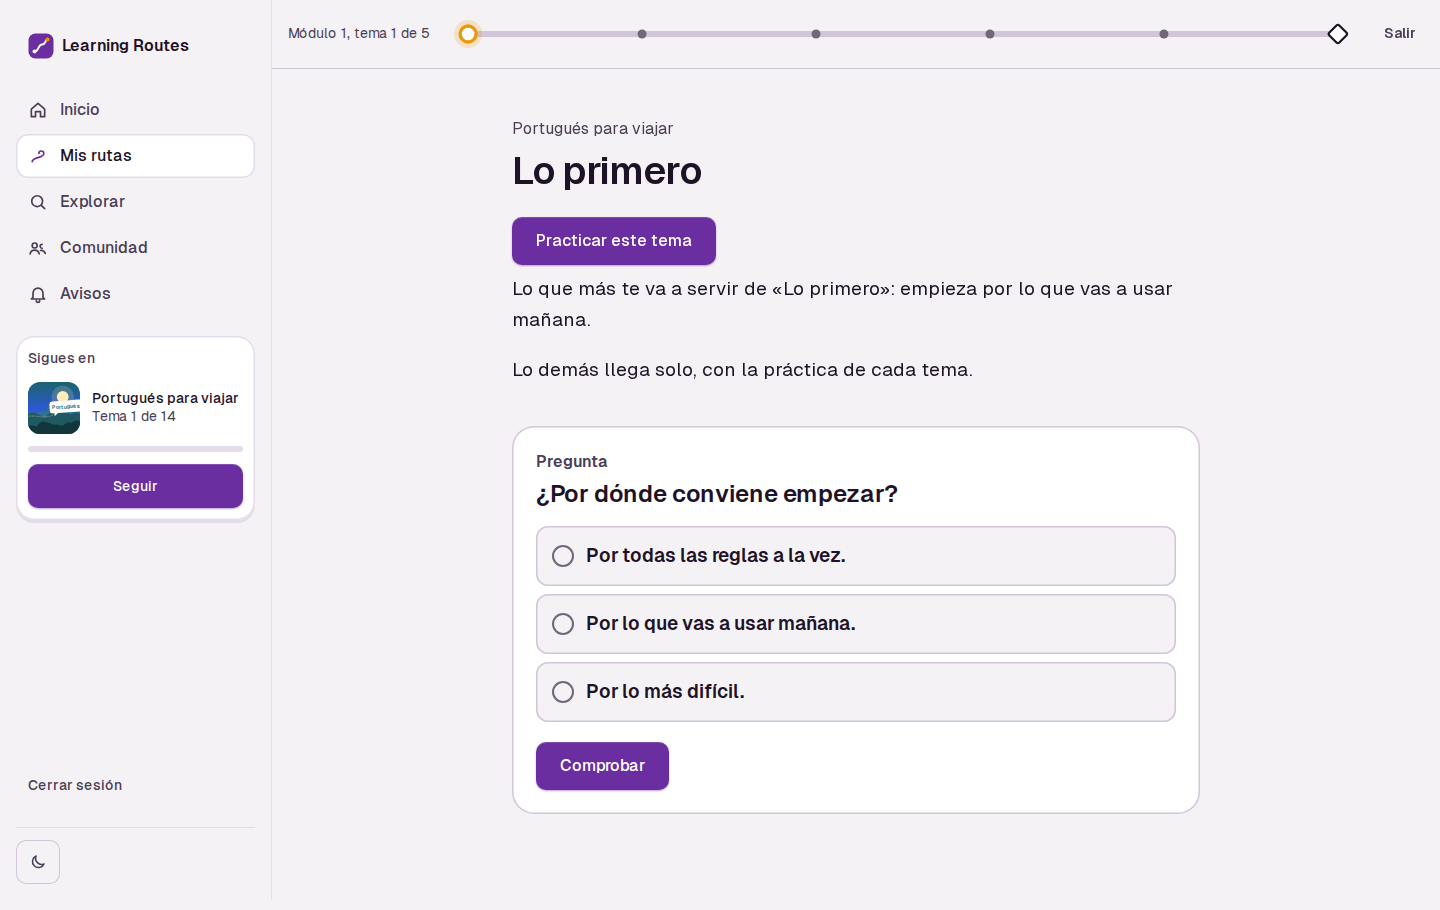 Learning Routes
Inicio
Mis rutas
Explorar
Comunidad
Avisos
Sigues en
Portugués
Portugués para viajar
Tema 1 de 14
Seguir
Cerrar sesión
Módulo 1, tema 1 de 5
Salir
Portugués para viajar
Lo primero
Practicar este tema
Lo que más te va a servir de «Lo primero»: empieza por lo que vas a usar
mañana.
Lo demás llega solo, con la práctica de cada tema.
Pregunta
¿Por dónde conviene empezar?
Por todas las reglas a la vez.
Por lo que vas a usar mañana.
Por lo más difícil.
Comprobar